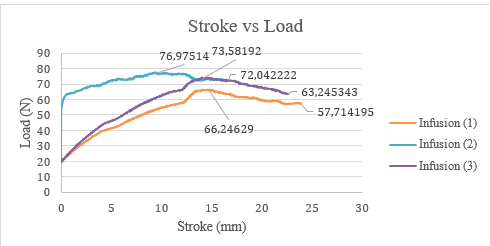 Stroke vs Load
Load (N)
90
80
70
60
50
40
30
20
10
0
76,97514
73,58192
72,042222
63,245343
57,714195
66,24629
0 5 10 15 20 25 30
Stroke (mm)
Infusion (1)
Infusion (2)
Infusion (3)